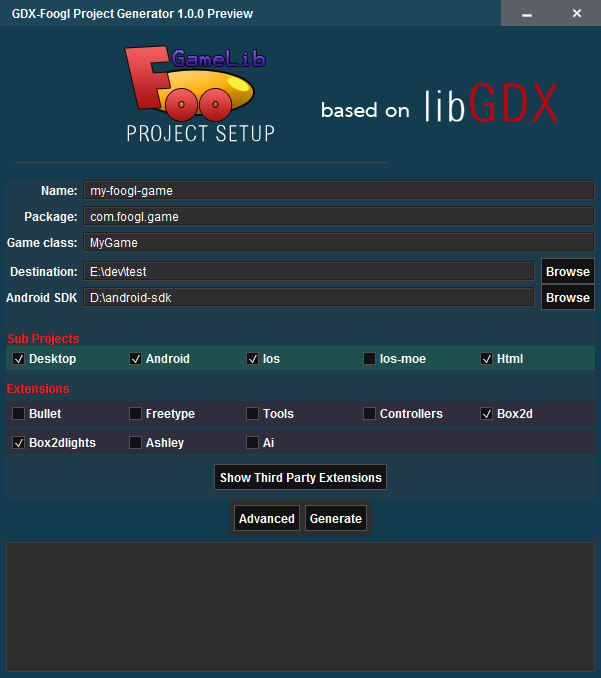 GDX-Foogl Project Generator 1.0.0 Preview
GameLib
Foo
PROJECT SETUP
based on libGDX
Name: my-foogl-game
Package: com.foogl.game
Game class: MyGame
Destination: E:\dev\test Browse
Android SDK D:\android-sdk Browse
Sub Projects
Desktop Android Ios Ios-moe Html
Extensions
Bullet Freetype Tools Controllers Box2d
Box2dlights Ashley Ai
Show Third Party Extensions
Advanced Generate